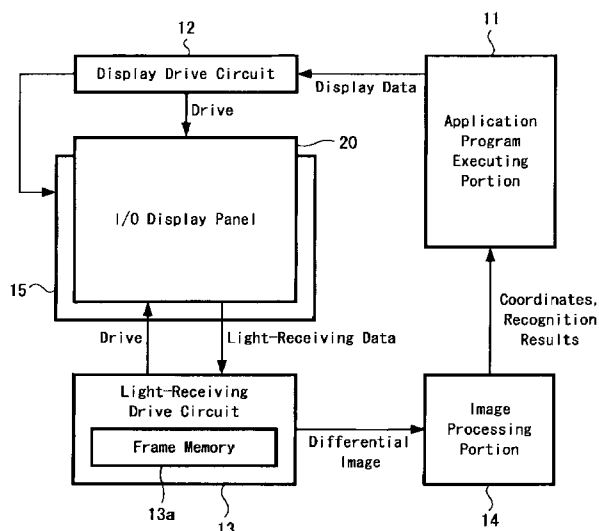 12
Display Drive Circuit
Display Data
11
Application
Program
Executing
Portion
Drive
20
I/O Display Panel
15
Drive
Light-Receiving Data
Coordinates,
Recognition
Results
Light-Receiving
Drive Circuit
Frame Memory
13a
13
Differential
Image
Image
Processing
Portion
14